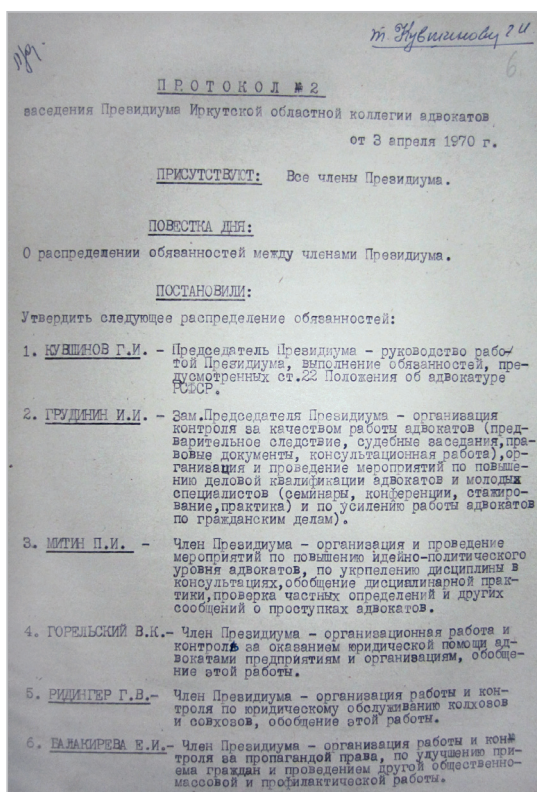 т. Кувшинову Г.И
6.
ПРОТОКОЛ № 2
заседения Президиума Иркутской областной коллегии адвокатов
от 3 апреля 1970 г.
ПРИСУТСТВУЮТ: Все члены Президиума.
ПОВЕСТКА ДНЯ:
О распределении обязанностей между членами Президиума.
ПОСТАНОВИЛИ:
Утвердить следующее распределение обязанностей:
1. КУВШИНОВ Г.И. – Председатель Президиума – руководство рабо-
той Президиума, выполнение обязанностей, пре-
дусмотренных ст.22 Положения об адвокатуре
РСФСР.
2. ГРУДИНИН И.И. – Зам.Председателя Президиума – организация
контроля за качеством работы адвокатов (пред-
варительное следствие, судебные заседания,пра-
вовые документы, консультационная работа),ор-
ганизация и проведение мероприятий по повыше-
нию деловой квалификации адвокатов и молодых
специалистов (семинары, конференции, стажиро-
вание,практика) и по усилению работы адвокатов
по гражданским делам).
3. МИТИН П.И. – Член Президиума – организация и проведение
мероприятий по повышению идейно-политического
уровня адвокатов, по укрпелению дисциплины в
консультациях,обобщение дисциалинарной прак-
тики,проверка частных определений и других
сообщений о проступках адвокатов.
4. ГОРЕЛЬСКИЙ В.К.– Член Президиума – организационная работа и
контроль за оказанием юридической помощи ад-
вокатами предприятиям и организациям, обобще-
ние этой работы.
5. РИДИНГЕР Г.В.– Член Президиума – организация работы и кон-
троля по юридическому обслуживанию колхозов
и совхозов, обобщение этой работы.
6. БАЛАКИРЕВА Е.И.– Член Президиума – организация работы и кон-
троля за пропагандой права, по улучшению при-
ема граждан и проведением другой общественно-
массовой и профилактической работы.